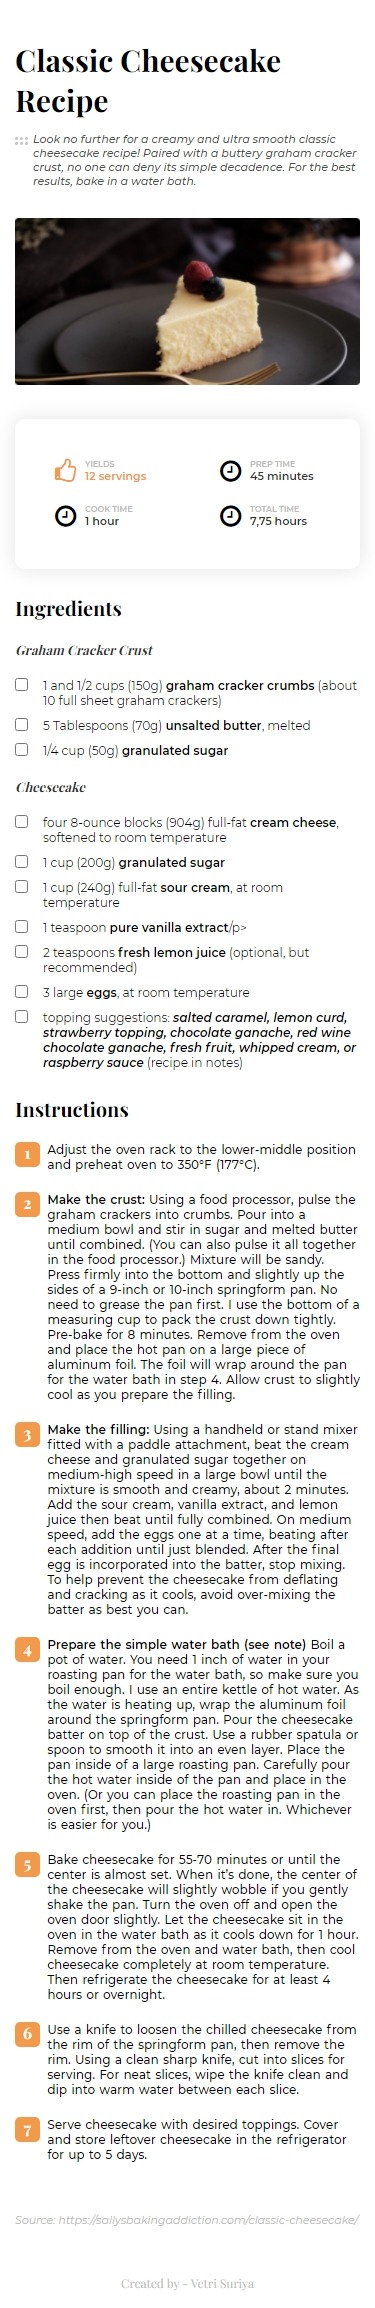 Classic Cheesecake
Recipe
Look no further for a creamy and ultra smooth classic
cheesecake recipe! Paired with a buttery graham cracker
crust, no one can deny its simple decadence. For the best
results, bake in a water bath.
YIELDS
12 servings
PREP TIME
45 minutes
COOK TIME
1 hour
TOTAL TIME
7,75 hours
Ingredients
Graham Cracker Crust
1 and 1/2 cups (150g) graham cracker crumbs (about
10 full sheet graham crackers)
5 Tablespoons (70g) unsalted butter, melted
1/4 cup (50g) granulated sugar
Cheesecake
four 8-ounce blocks (904g) full-fat cream cheese,
softened to room temperature
1 cup (200g) granulated sugar
1 cup (240g) full-fat sour cream, at room
temperature
1 teaspoon pure vanilla extract/p>
2 teaspoons fresh lemon juice (optional, but
recommended)
3 large eggs, at room temperature
topping suggestions: salted caramel, lemon curd,
strawberry topping, chocolate ganache, red wine
chocolate ganache, fresh fruit, whipped cream, or
raspberry sauce (recipe in notes)
Instructions
1 Adjust the oven rack to the lower-middle position
and preheat oven to 350°F (177°C).
2 Make the crust: Using a food processor, pulse the
graham crackers into crumbs. Pour into a
medium bowl and stir in sugar and melted butter
until combined. (You can also pulse it all together
in the food processor.) Mixture will be sandy.
Press firmly into the bottom and slightly up the
sides of a 9-inch or 10-inch springform pan. No
need to grease the pan first. I use the bottom of a
measuring cup to pack the crust down tightly.
Pre-bake for 8 minutes. Remove from the oven
and place the hot pan on a large piece of
aluminum foil. The foil will wrap around the pan
for the water bath in step 4. Allow crust to slightly
cool as you prepare the filling.
3 Make the filling: Using a handheld or stand mixer
fitted with a paddle attachment, beat the cream
cheese and granulated sugar together on
medium-high speed in a large bowl until the
mixture is smooth and creamy, about 2 minutes.
Add the sour cream, vanilla extract, and lemon
juice then beat until fully combined. On medium
speed, add the eggs one at a time, beating after
each addition until just blended. After the final
egg is incorporated into the batter, stop mixing.
To help prevent the cheesecake from deflating
and cracking as it cools, avoid over-mixing the
batter as best you can.
4 Prepare the simple water bath (see note) Boil a
pot of water. You need 1 inch of water in your
roasting pan for the water bath, so make sure you
boil enough. I use an entire kettle of hot water. As
the water is heating up, wrap the aluminum foil
around the springform pan. Pour the cheesecake
batter on top of the crust. Use a rubber spatula or
spoon to smooth it into an even layer. Place the
pan inside of a large roasting pan. Carefully pour
the hot water inside of the pan and place in the
oven. (Or you can place the roasting pan in the
oven first, then pour the hot water in. Whichever
is easier for you.)
5 Bake cheesecake for 55-70 minutes or until the
center is almost set. When it's done, the center of
the cheesecake will slightly wobble if you gently
shake the pan. Turn the oven off and open the
oven door slightly. Let the cheesecake sit in the
oven in the water bath as it cools down for 1 hour.
Remove from the oven and water bath, then cool
cheesecake completely at room temperature.
Then refrigerate the cheesecake for at least 4
hours or overnight.
6 Use a knife to loosen the chilled cheesecake from
the rim of the springform pan, then remove the
rim. Using a clean sharp knife, cut into slices for
serving. For neat slices, wipe the knife clean and
dip into warm water between each slice.
7 Serve cheesecake with desired toppings. Cover
and store leftover cheesecake in the refrigerator
for up to 5 days.
Source: https://sallysbakingaddiction.com/classic-cheesecake/
Created by - Vetri Suriya